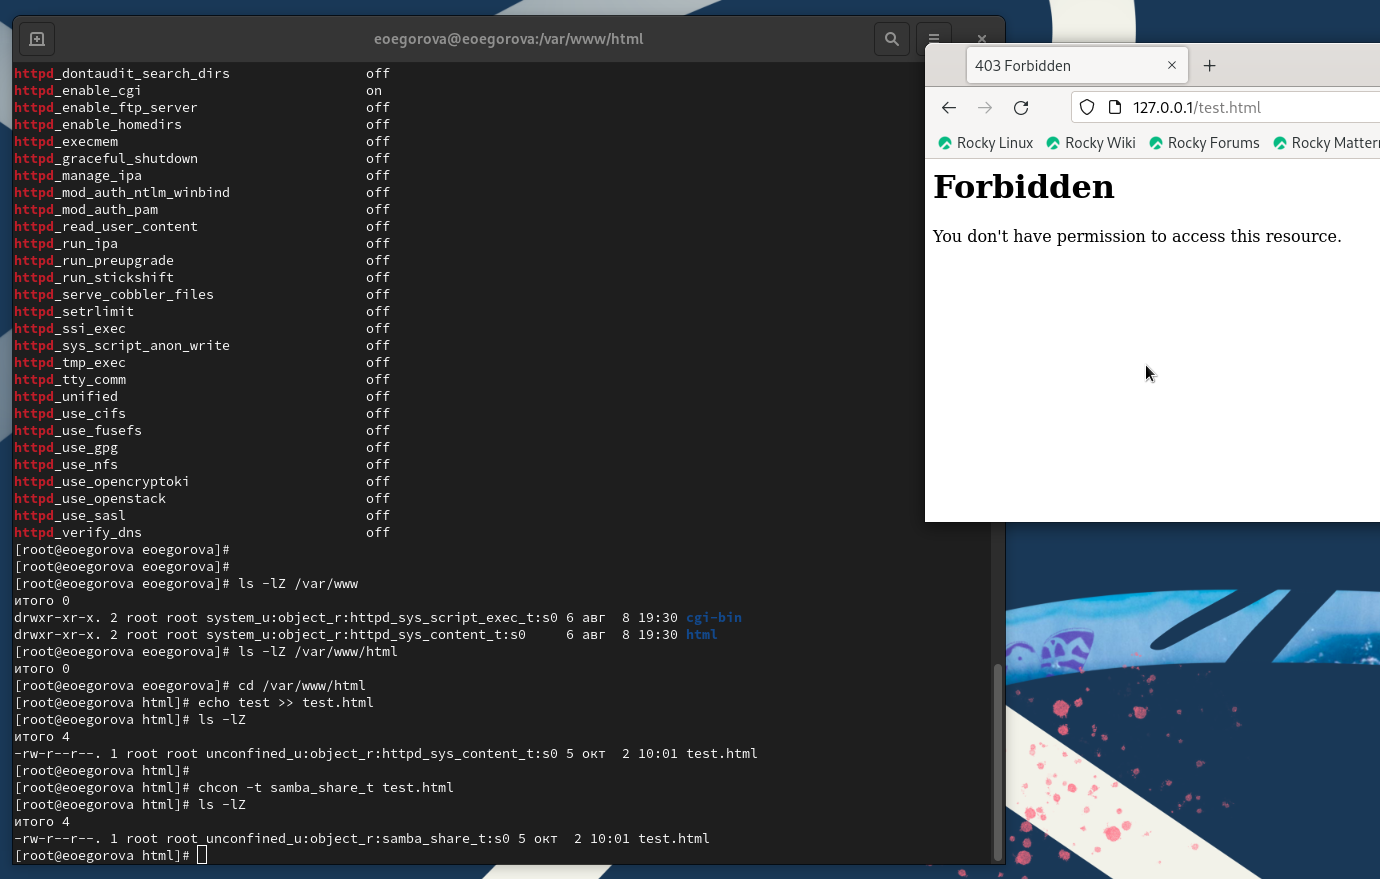 eoegorova@eoegorova:/var/www/html
httpd_dontaudit_search_dirs off
httpd_enable_cgi on
httpd_enable_ftp_server off
httpd_enable_homedirs off
httpd_execmem off
httpd_graceful_shutdown off
httpd_manage_ipa off
httpd_mod_auth_ntlm_winbind off
httpd_mod_auth_pam off
httpd_read_user_content off
httpd_run_ipa off
httpd_run_preupgrade off
httpd_run_stickshift off
httpd_serve_cobbler_files off
httpd_setrlimit off
httpd_ssi_exec off
httpd_sys_script_anon_write off
httpd_tmp_exec off
httpd_tty_comm off
httpd_unified off
httpd_use_cifs off
httpd_use_fusefs off
httpd_use_gpg off
httpd_use_nfs off
httpd_use_opencryptoki off
httpd_use_openstack off
httpd_use_sasl off
httpd_verify_dns off
[root@eoegorova eoegorova]#
[root@eoegorova eoegorova]#
[root@eoegorova eoegorova]# ls -lZ /var/www
итого 0
drwxr-xr-x. 2 root root system_u:object_r:httpd_sys_script_exec_t:s0 6 авг  8 19:30 cgi-bin
drwxr-xr-x. 2 root root system_u:object_r:httpd_sys_content_t:s0     6 авг  8 19:30 html
[root@eoegorova eoegorova]# ls -lZ /var/www/html
итого 0
[root@eoegorova eoegorova]# cd /var/www/html
[root@eoegorova html]# echo test >> test.html
[root@eoegorova html]# ls -lZ
итого 4
-rw-r--r--. 1 root root unconfined_u:object_r:httpd_sys_content_t:s0 5 окт  2 10:01 test.html
[root@eoegorova html]#
[root@eoegorova html]# chcon -t samba_share_t test.html
[root@eoegorova html]# ls -lZ
итого 4
-rw-r--r--. 1 root root unconfined_u:object_r:samba_share_t:s0 5 окт  2 10:01 test.html
[root@eoegorova html]#
403 Forbidden
127.0.0.1/test.html
Rocky Linux Rocky Wiki Rocky Forums Rocky Matter
Forbidden
You don't have permission to access this resource.